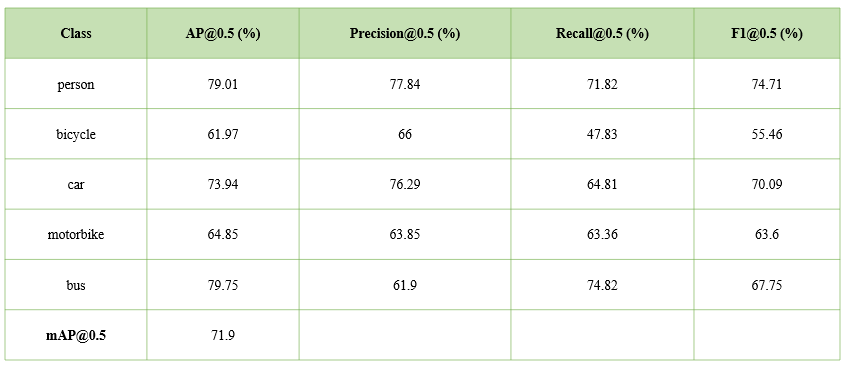 Class AP@0.5 (%) Precision@0.5 (%) Recall@0.5 (%) F1@0.5 (%)
person 79.01 77.84 71.82 74.71
bicycle 61.97 66 47.83 55.46
car 73.94 76.29 64.81 70.09
motorbike 64.85 63.85 63.36 63.6
bus 79.75 61.9 74.82 67.75
mAP@0.5 71.9